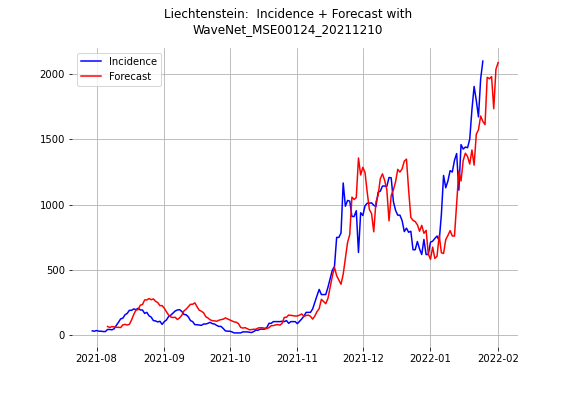 Liechtenstein:  Incidence + Forecast with
WaveNet_MSE00124_20211210
Incidence
Forecast
2000
1500
1000
500
0
2021-08 2021-09 2021-10 2021-11 2021-12 2022-01 2022-02